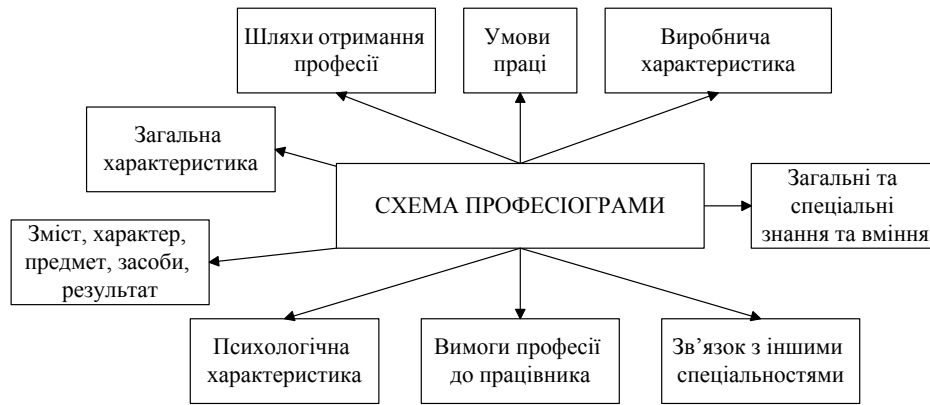 Шляхи отримання
професії
Умови
праці
Виробнича
характеристика
Загальна
характеристика
СХЕМА ПРОФЕСІОГРАМИ
Загальні та
спеціальні
знання та вміння
Зміст, характер,
предмет, засоби,
результат
Психологічна
характеристика
Вимоги професії
до працівника
Зв’язок з іншими
спеціальностями